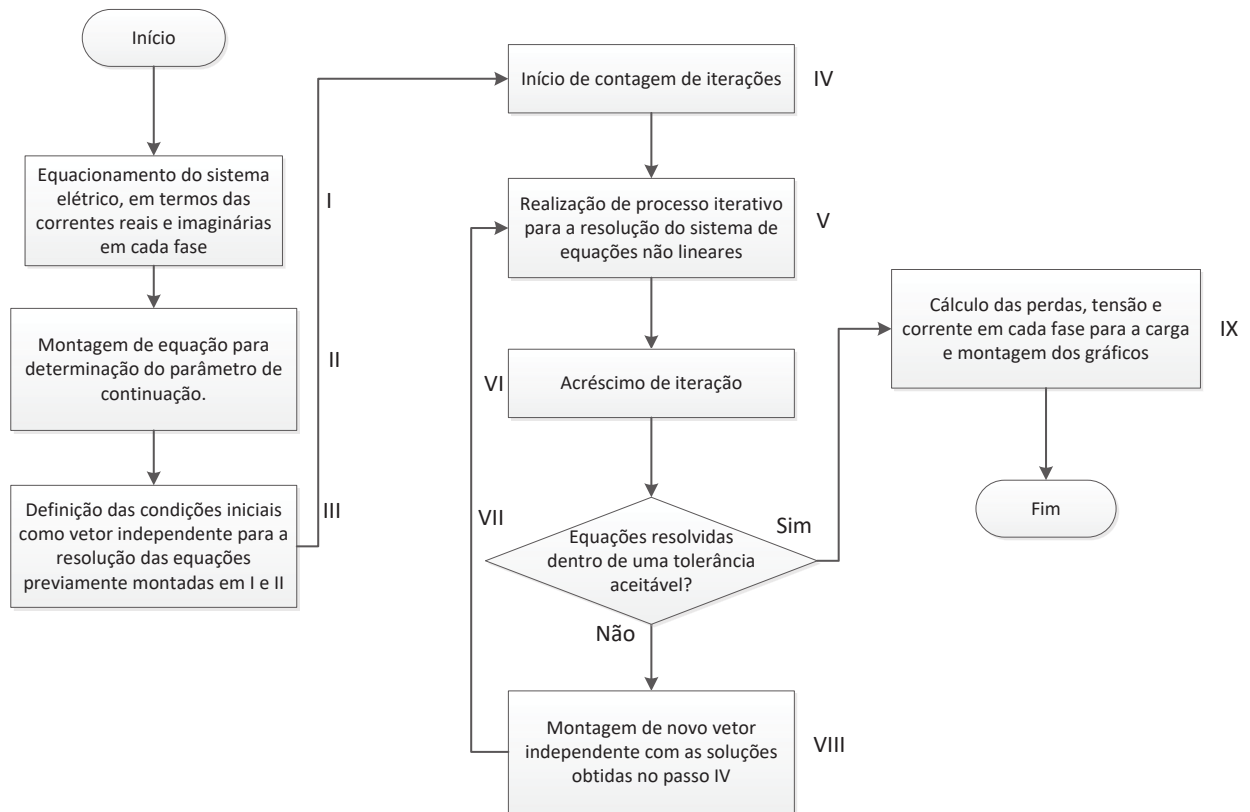 Início
Equacionamento do sistema
elétrico, em termos das
correntes reais e imaginárias
em cada fase
I
Montagem de equação para
determinação do parâmetro de
continuação.
II
Definição das condições iniciais
como vetor independente para a
resolução das equações
previamente montadas em I e II
III
Início de contagem de iterações
IV
Realização de processo iterativo
para a resolução do sistema de
equações não lineares
V
Acréscimo de iteração
VI
Equações resolvidas
dentro de uma tolerância
aceitável?
VII
Sim
Não
Montagem de novo vetor
independente com as soluções
obtidas no passo IV
VIII
Cálculo das perdas, tensão e
corrente em cada fase para a carga
e montagem dos gráficos
IX
Fim